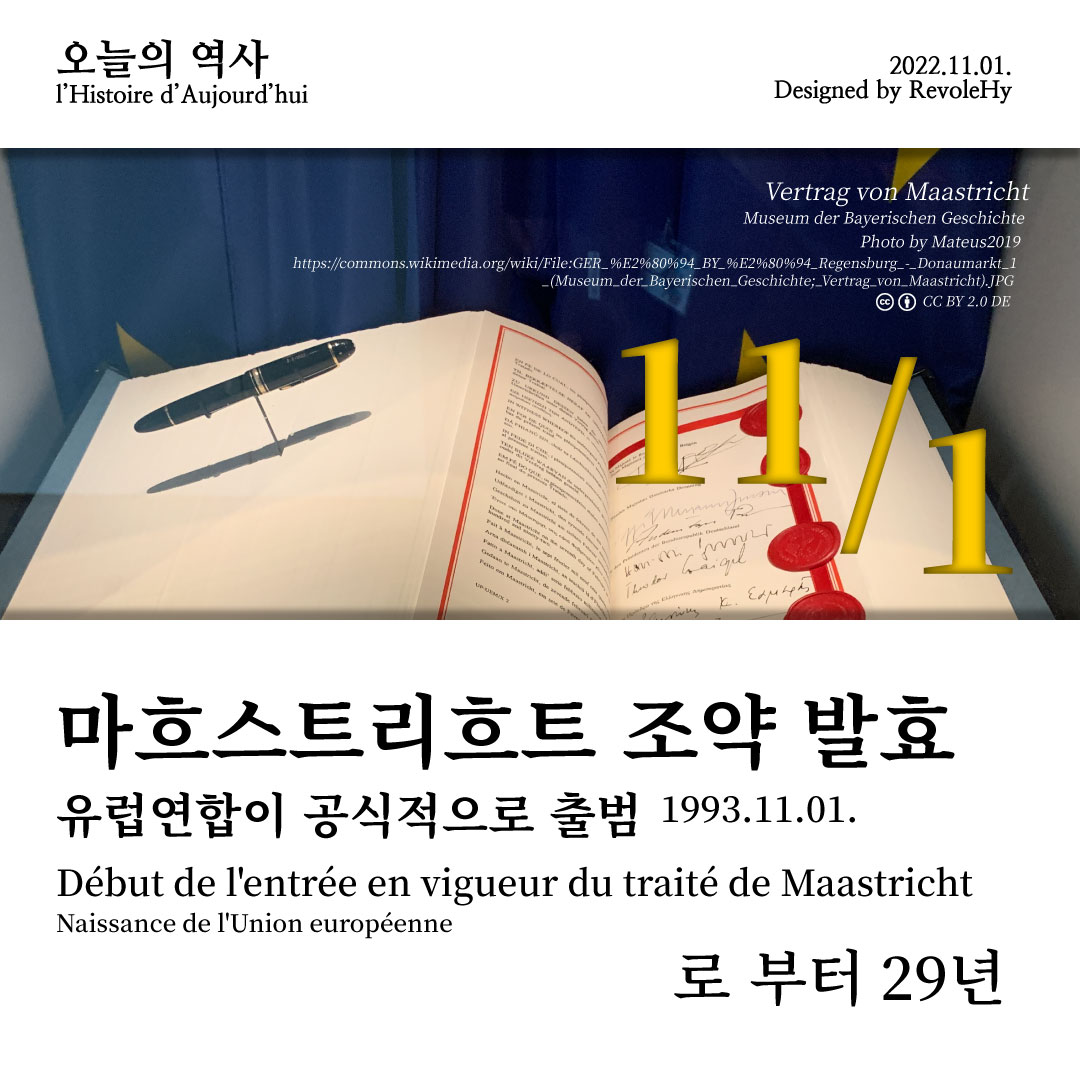 오늘의 역사
l’Histoire d’Aujourd’hui
2022.11.01.
Designed by RevoleHy
Vertrag von Maastricht
Museum der Bayerischen Geschichte
Photo by Mateus2019
https://commons.wikimedia.org/wiki/File:GER_%E2%80%94_BY_%E2%80%94_Regensburg_-_Donaumarkt_1
_(Museum_der_Bayerischen_Geschichte;_Vertrag_von_Maastricht).JPG
CC BY 2.0 DE
11/1
UP/UEM/X 2
마흐스트리흐트 조약 발효
유럽연합이 공식적으로 출범 1993.11.01.
Début de l'entrée en vigueur du traité de Maastricht
Naissance de l'Union européenne
로 부터 29년